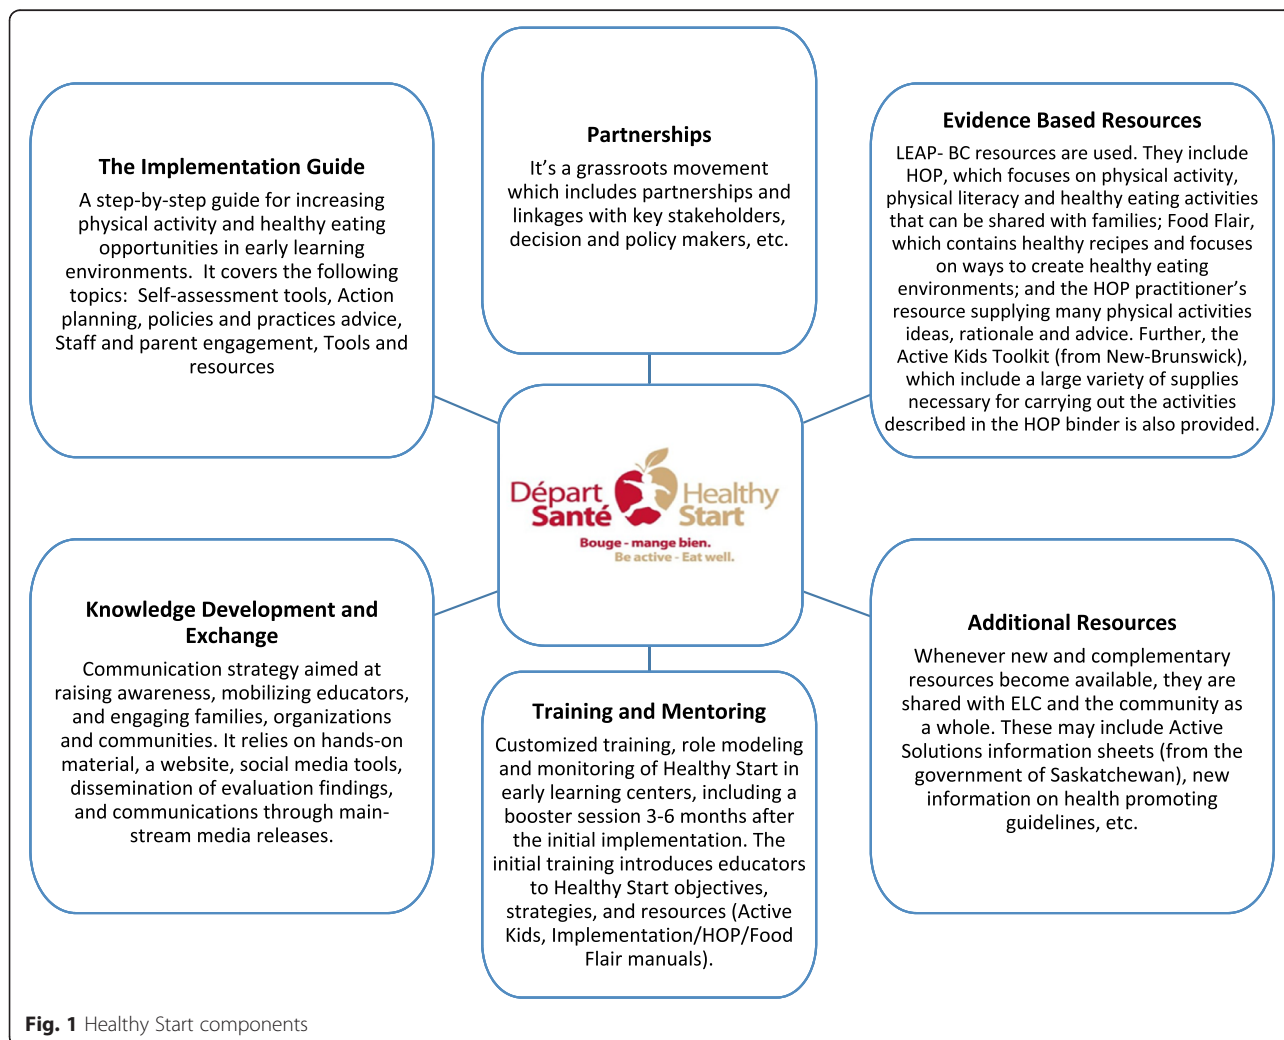 Partnerships
It’s a grassroots movement
which includes partnerships and
linkages with key stakeholders,
decision and policy makers, etc.
The Implementation Guide
A step-by-step guide for increasing
physical activity and healthy eating
opportunities in early learning
environments.  It covers the following
topics:  Self-assessment tools, Action
planning, policies and practices advice,
Staff and parent engagement, Tools and
resources
Evidence Based Resources
LEAP- BC resources are used. They include
HOP, which focuses on physical activity,
physical literacy and healthy eating activities
that can be shared with families; Food Flair,
which contains healthy recipes and focuses
on ways to create healthy eating
environments; and the HOP practitioner’s
resource supplying many physical activities
ideas, rationale and advice. Further, the
Active Kids Toolkit (from New-Brunswick),
which include a large variety of supplies
necessary for carrying out the activities
described in the HOP binder is also provided.
Départ Healthy
Santé Start
Bouge - mange bien.
Be active - Eat well.
Knowledge Development and
Exchange
Communication strategy aimed at
raising awareness, mobilizing educators,
and engaging families, organizations
and communities. It relies on hands-on
material, a website, social media tools,
dissemination of evaluation findings,
and communications through main-
stream media releases.
Training and Mentoring
Customized training, role modeling
and monitoring of Healthy Start in
early learning centers, including a
booster session 3-6 months after
the initial implementation. The
initial training introduces educators
to Healthy Start objectives,
strategies, and resources (Active
Kids, Implementation/HOP/Food
Flair manuals).
Additional Resources
Whenever new and complementary
resources become available, they are
shared with ELC and the community as
a whole. These may include Active
Solutions information sheets (from the
government of Saskatchewan), new
information on health promoting
guidelines, etc.
Fig. 1 Healthy Start components